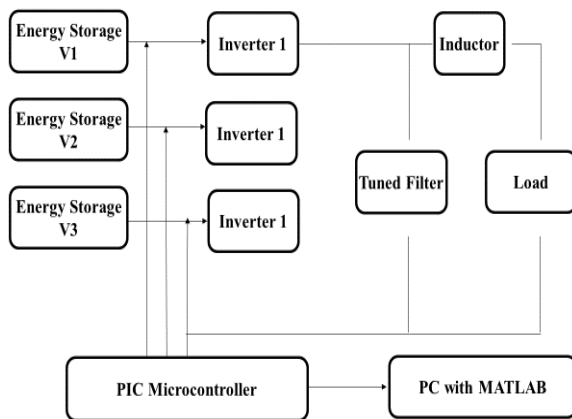 Energy Storage
V1
Inverter 1
Inductor
Energy Storage
V2
Inverter 1
Energy Storage
V3
Inverter 1
Tuned Filter
Load
PIC Microcontroller
PC with MATLAB